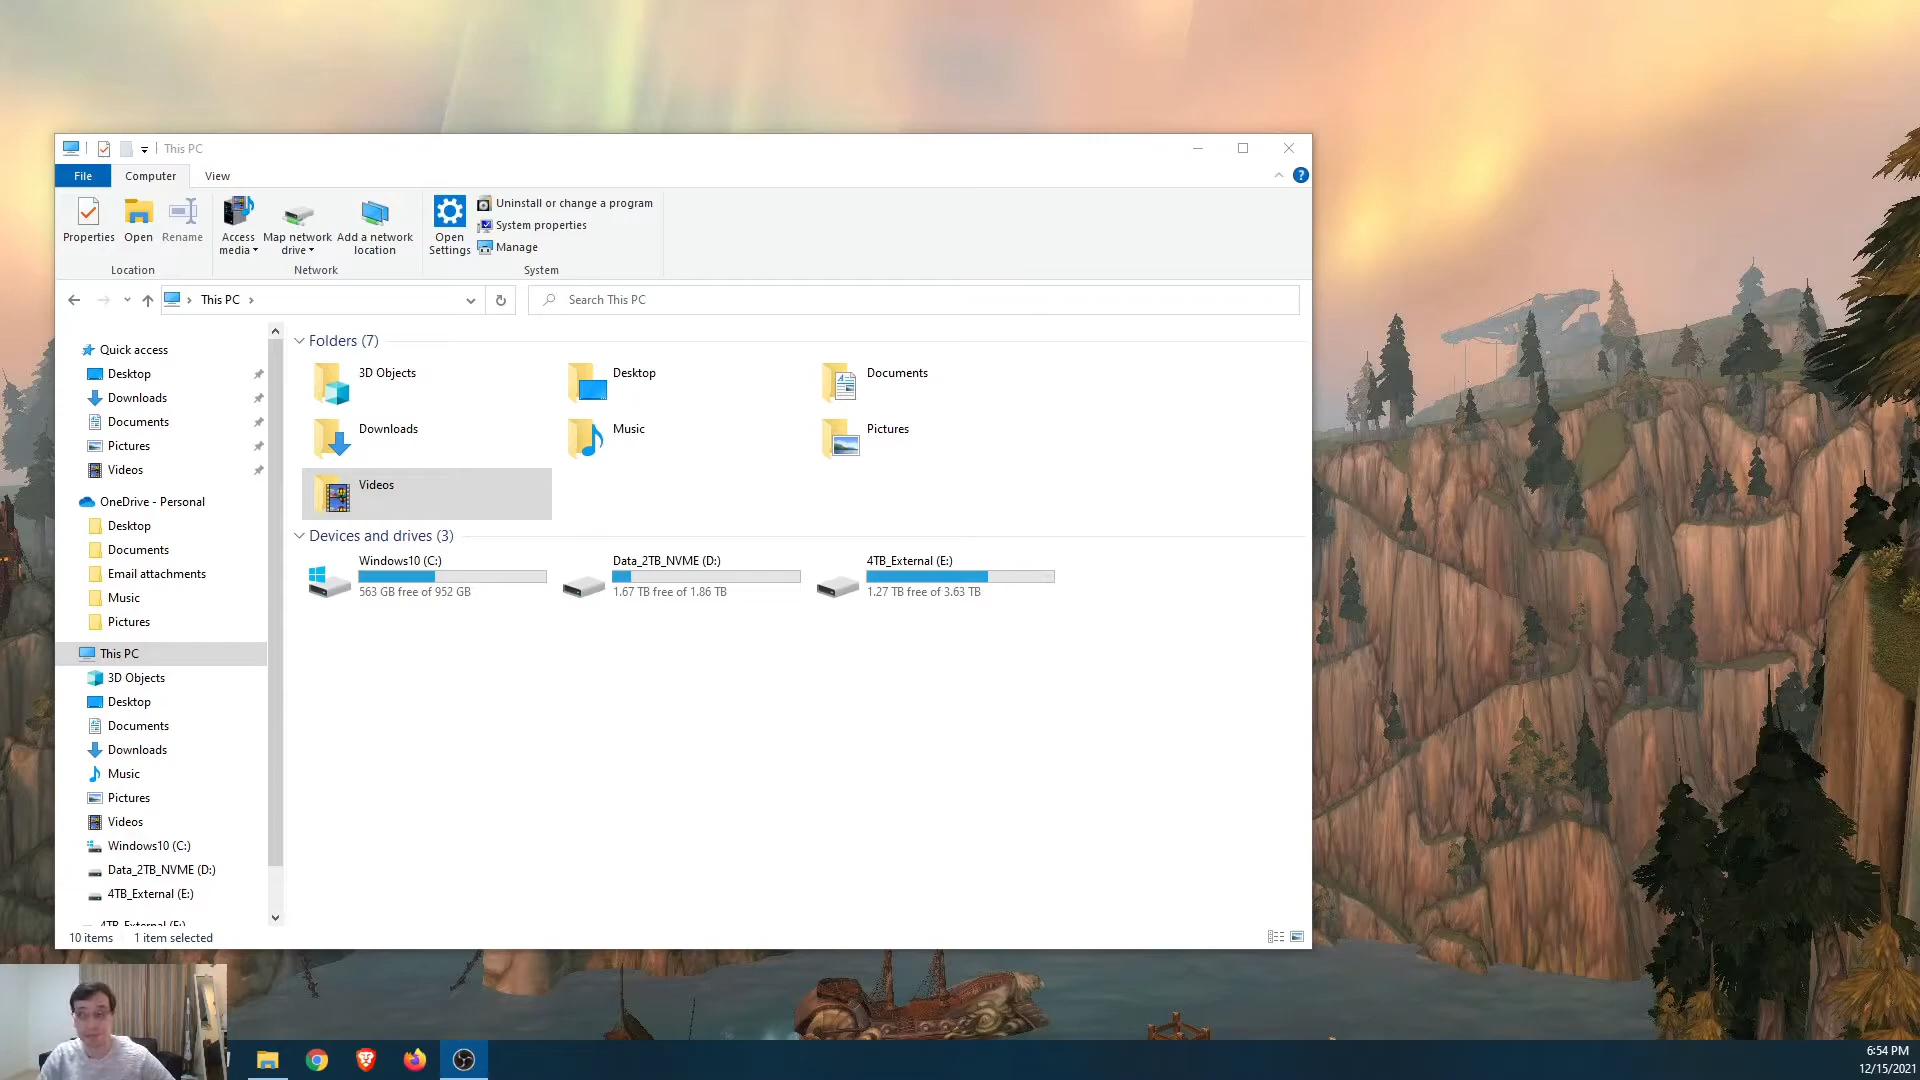 This PC
File
Computer
View
Properties
Open
Rename
Access media
Map network drive
Add a network location
Open Settings
Uninstall or change a program
System properties
Manage
Location
Network
System
This PC
Search This PC
Quick access
Desktop
Downloads
Documents
Pictures
Videos
OneDrive - Personal
Desktop
Documents
Email attachments
Music
Pictures
This PC
3D Objects
Desktop
Documents
Downloads
Music
Pictures
Videos
Windows10 (C:)
Data_2TB_NVME (D:)
4TB_External (E:)
4TB_External (E:)
Folders (7)
3D Objects
Desktop
Documents
Downloads
Music
Pictures
Videos
Devices and drives (3)
Windows10 (C:)
563 GB free of 952 GB
Data_2TB_NVME (D:)
1.67 TB free of 1.86 TB
4TB_External (E:)
1.27 TB free of 3.63 TB
10 items
1 item selected
6:54 PM
12/15/2021